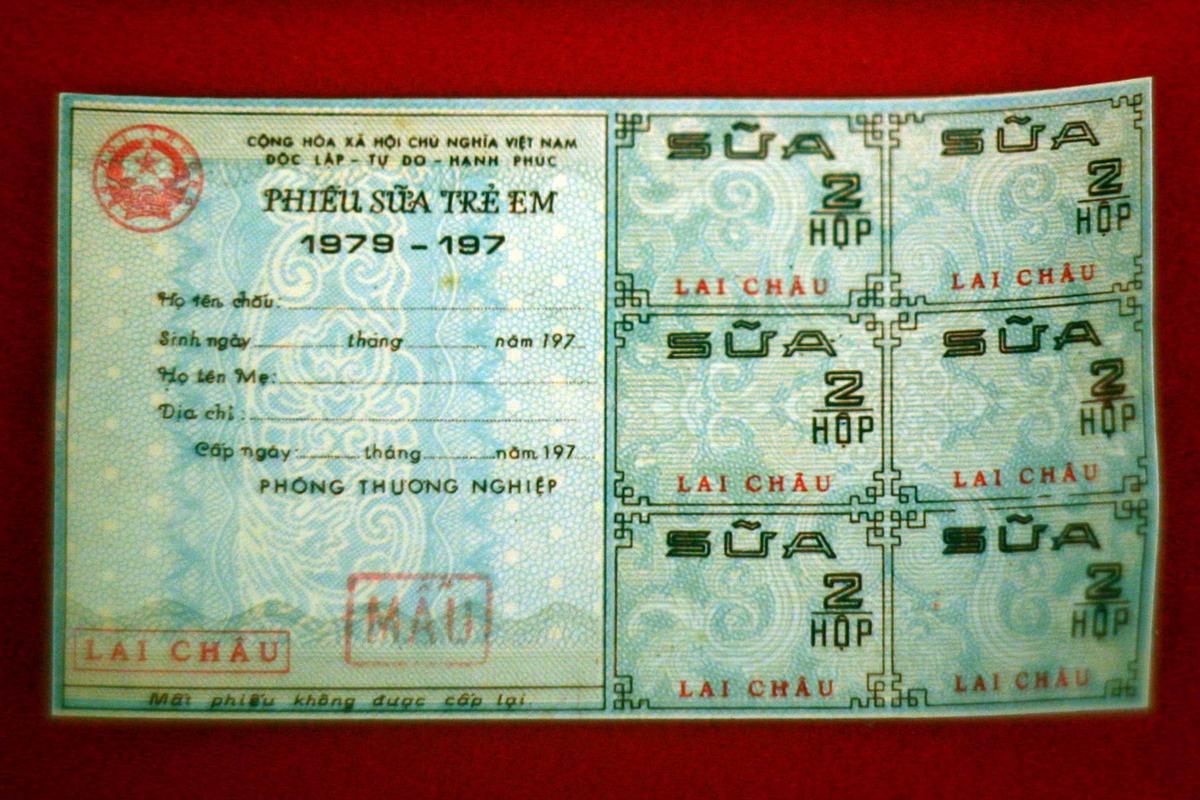 CỘNG HÒA XÃ HỘI CHỦ NGHĨA VIỆT NAM
ĐỘC LẬP - TỰ DO - HẠNH PHÚC
PHIẾU SỮA TRẺ EM
1979 - 197
Họ tên cháu:
Sinh ngày tháng năm 197
Họ tên Mẹ:
Địa chỉ:
Cấp ngày: tháng năm 197
PHÒNG THƯƠNG NGHIỆP
MẪU
LAI CHÂU
Mất phiếu không được cấp lại.
SỮA
2
HỘP
LAI CHÂU
SỮA
2
HỘP
LAI CHÂU
SỮA
2
HỘP
LAI CHÂU
SỮA
2
HỘP
LAI CHÂU
SỮA
2
HỘP
LAI CHÂU
SỮA
2
HỘP
LAI CHÂU